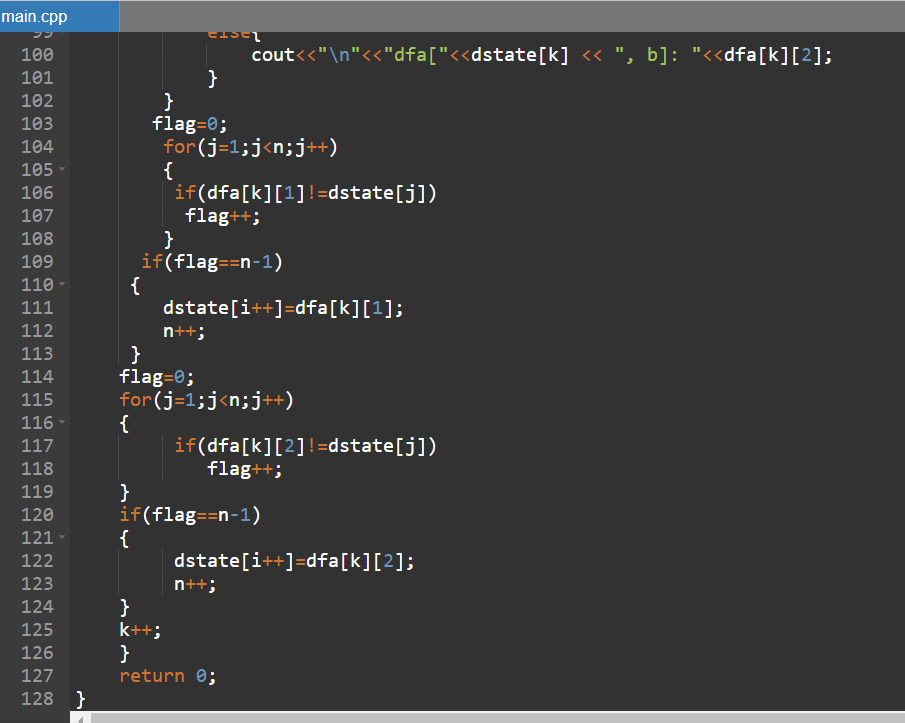 main.cpp
99 else{
100 cout<<"\n"<<"dfa["<<dstate[k] << ", b]: "<<dfa[k][2];
101 }
102 }
103 flag=0;
104 for(j=1;j<n;j++)
105 {
106 if(dfa[k][1]!=dstate[j])
107 flag++;
108 }
109 if(flag==n-1)
110 {
111 dstate[i++]=dfa[k][1];
112 n++;
113 }
114 flag=0;
115 for(j=1;j<n;j++)
116 {
117 if(dfa[k][2]!=dstate[j])
118 flag++;
119 }
120 if(flag==n-1)
121 {
122 dstate[i++]=dfa[k][2];
123 n++;
124 }
125 k++;
126 }
127 return 0;
128 }